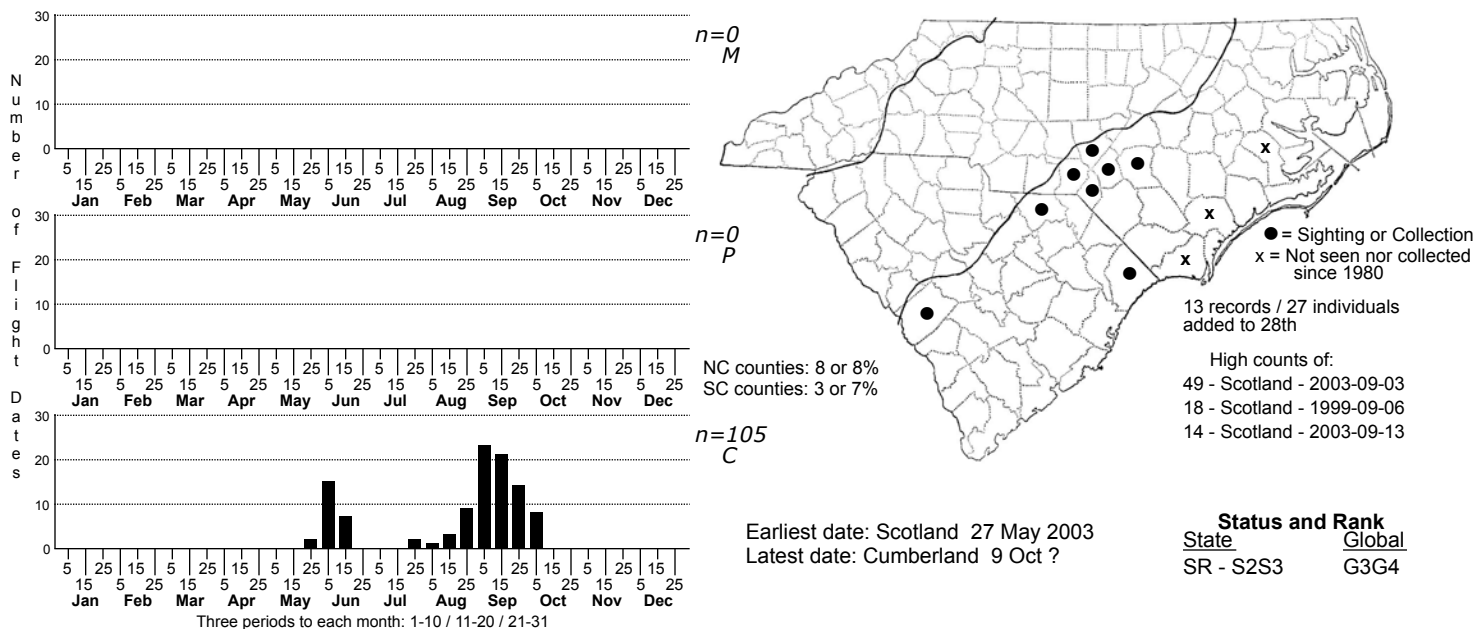 Number of Flight Dates
30
20
10
0
5 15 25 5 15 25 5 15 25 5 15 25 5 15 25 5 15 25 5 15 25 5 15 25 5 15 25 5 15 25 5 15 25 5 15 25
Jan Feb Mar Apr May Jun Jul Aug Sep Oct Nov Dec
n=0
M
30
20
10
0
5 15 25 5 15 25 5 15 25 5 15 25 5 15 25 5 15 25 5 15 25 5 15 25 5 15 25 5 15 25 5 15 25 5 15 25
Jan Feb Mar Apr May Jun Jul Aug Sep Oct Nov Dec
n=0
P
30
20
10
0
5 15 25 5 15 25 5 15 25 5 15 25 5 15 25 5 15 25 5 15 25 5 15 25 5 15 25 5 15 25 5 15 25 5 15 25
Jan Feb Mar Apr May Jun Jul Aug Sep Oct Nov Dec
n=105
C
Three periods to each month: 1-10 / 11-20 / 21-31
x
x
x
● = Sighting or Collection
x = Not seen nor collected
since 1980
13 records / 27 individuals
added to 28th
NC counties: 8 or 8%
SC counties: 3 or 7%
High counts of:
49 - Scotland - 2003-09-03
18 - Scotland - 1999-09-06
14 - Scotland - 2003-09-13
Earliest date: Scotland 27 May 2003
Latest date: Cumberland 9 Oct ?
Status and Rank
State Global
SR - S2S3 G3G4